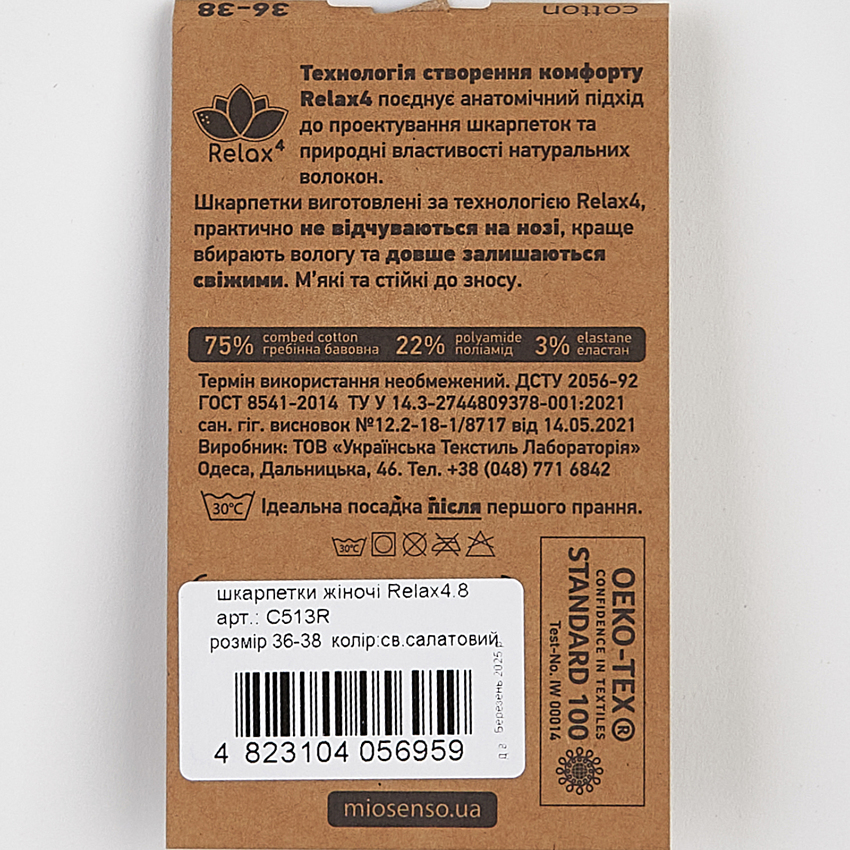 36-38
cotton
Технологія створення комфорту
Relax4 поєднує анатомічний підхід
до проектування шкарпеток та
природні властивості натуральних
волокон.
Relax4
Шкарпетки виготовлені за технологією Relax4,
практично не відчуваються на нозі, краще
вбирають вологу та довше залишаються
свіжими. М'які та стійкі до зносу.
75% combed cotton 22% polyamide 3% elastane
гребінна бавовна поліамід еластан
Термін використання необмежений. ДСТУ 2056-92
ГОСТ 8541-2014 ТУ У 14.3-2744809378-001:2021
сан. гіг. висновок №12.2-18-1/8717 від 14.05.2021
Виробник: ТОВ «Українська Текстиль Лабораторія»
Одеса, Дальницька, 46. Тел. +38 (048) 771 6842
30°C Ідеальна посадка після першого прання.
30°C
шкарпетки жіночі Relax4.8
арт.: C513R
розмір 36-38 колір:св.салатовий
д.в. Березень 2025 р.
4 823104 056959
OEKO-TEX®
CONFIDENCE IN TEXTILES
STANDARD 100
Test-No. IW 00014
miosenso.ua